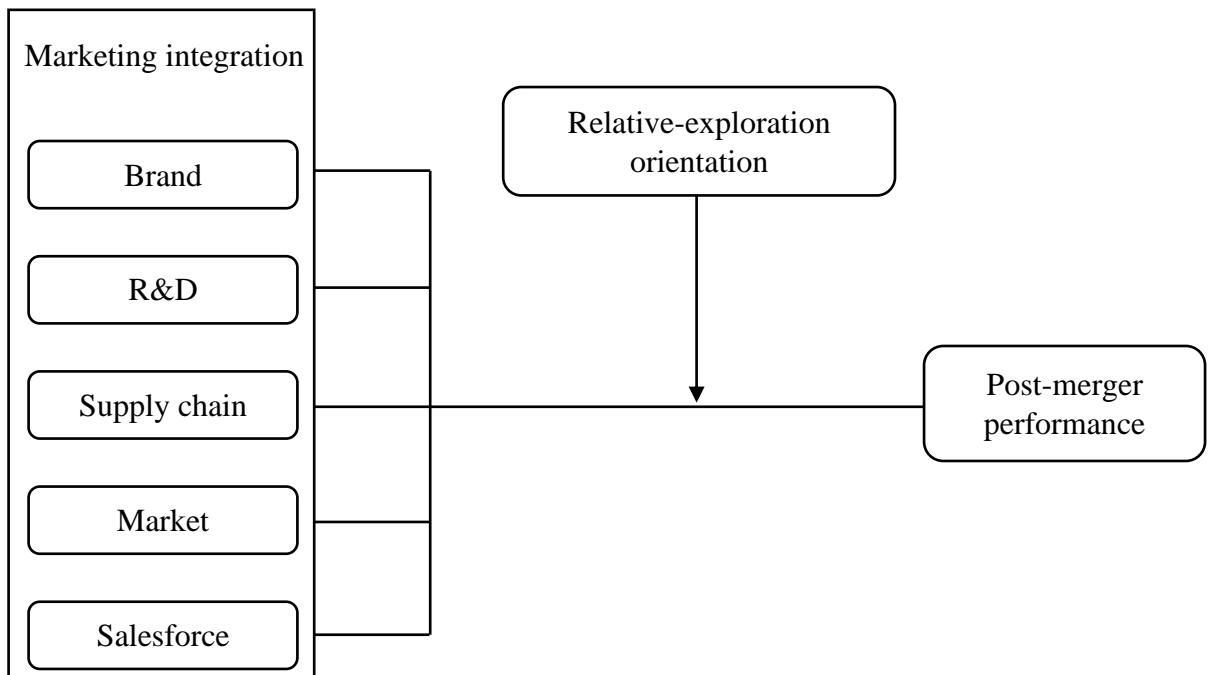 Marketing integration
Brand
R&D
Supply chain
Market
Salesforce
Relative-exploration
orientation
Post-merger
performance